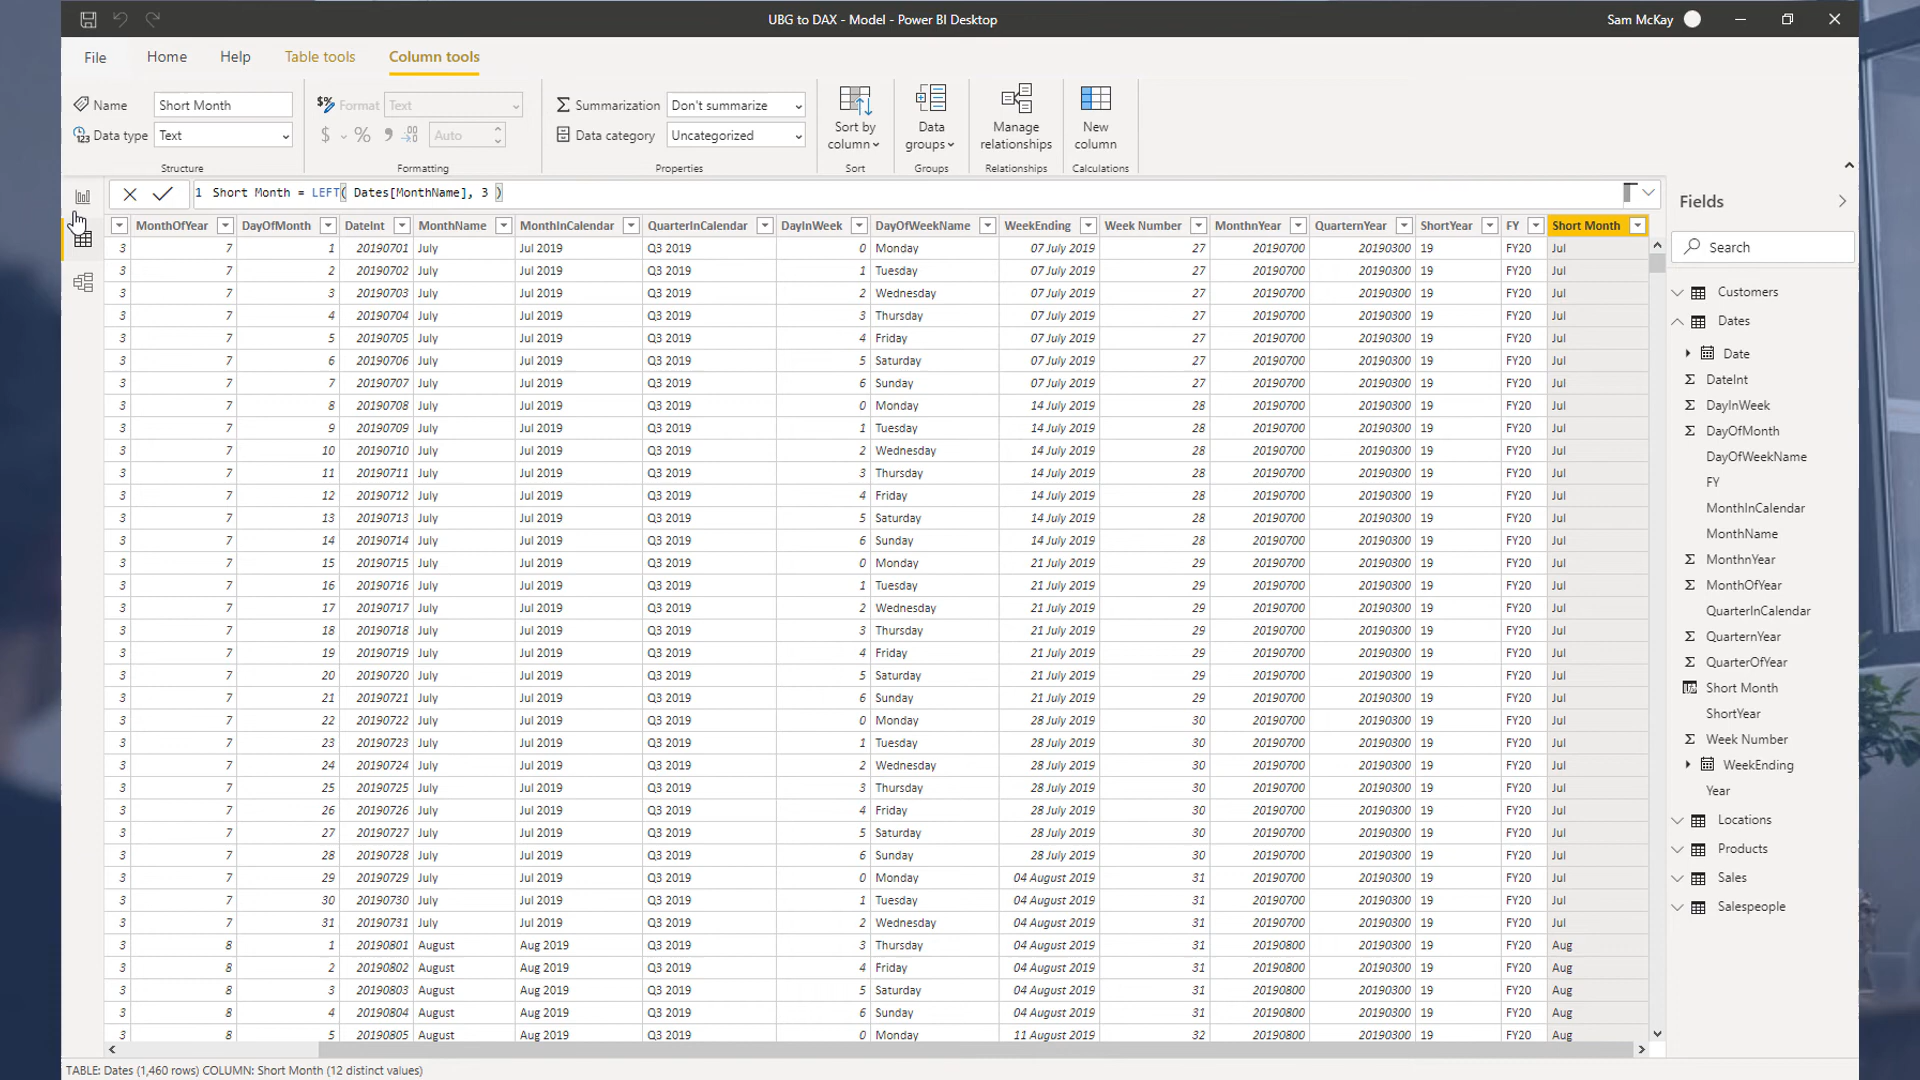 UBG to DAX - Model - Power BI Desktop
Sam McKay
File Home Help Table tools Column tools
Name Short Month
Data type Text
Structure
$% Format Text
$ % Auto
Formatting
Summarization Don't summarize
Data category Uncategorized
Properties
Sort by column
Sort
Data groups
Groups
Manage relationships
Relationships
New column
Calculations
1 Short Month = LEFT( Dates[MonthName], 3 )
MonthOfYear DayOfMonth DateInt MonthName MonthInCalendar QuarterInCalendar DayInWeek DayOfWeekName WeekEnding Week Number MonthnYear QuarternYear ShortYear FY Short Month
3 7 1 20190701 July Jul 2019 Q3 2019 0 Monday 07 July 2019 27 20190700 20190300 19 FY20 Jul
3 7 2 20190702 July Jul 2019 Q3 2019 1 Tuesday 07 July 2019 27 20190700 20190300 19 FY20 Jul
3 7 3 20190703 July Jul 2019 Q3 2019 2 Wednesday 07 July 2019 27 20190700 20190300 19 FY20 Jul
3 7 4 20190704 July Jul 2019 Q3 2019 3 Thursday 07 July 2019 27 20190700 20190300 19 FY20 Jul
3 7 5 20190705 July Jul 2019 Q3 2019 4 Friday 07 July 2019 27 20190700 20190300 19 FY20 Jul
3 7 6 20190706 July Jul 2019 Q3 2019 5 Saturday 07 July 2019 27 20190700 20190300 19 FY20 Jul
3 7 7 20190707 July Jul 2019 Q3 2019 6 Sunday 07 July 2019 27 20190700 20190300 19 FY20 Jul
3 7 8 20190708 July Jul 2019 Q3 2019 0 Monday 14 July 2019 28 20190700 20190300 19 FY20 Jul
3 7 9 20190709 July Jul 2019 Q3 2019 1 Tuesday 14 July 2019 28 20190700 20190300 19 FY20 Jul
3 7 10 20190710 July Jul 2019 Q3 2019 2 Wednesday 14 July 2019 28 20190700 20190300 19 FY20 Jul
3 7 11 20190711 July Jul 2019 Q3 2019 3 Thursday 14 July 2019 28 20190700 20190300 19 FY20 Jul
3 7 12 20190712 July Jul 2019 Q3 2019 4 Friday 14 July 2019 28 20190700 20190300 19 FY20 Jul
3 7 13 20190713 July Jul 2019 Q3 2019 5 Saturday 14 July 2019 28 20190700 20190300 19 FY20 Jul
3 7 14 20190714 July Jul 2019 Q3 2019 6 Sunday 14 July 2019 28 20190700 20190300 19 FY20 Jul
3 7 15 20190715 July Jul 2019 Q3 2019 0 Monday 21 July 2019 29 20190700 20190300 19 FY20 Jul
3 7 16 20190716 July Jul 2019 Q3 2019 1 Tuesday 21 July 2019 29 20190700 20190300 19 FY20 Jul
3 7 17 20190717 July Jul 2019 Q3 2019 2 Wednesday 21 July 2019 29 20190700 20190300 19 FY20 Jul
3 7 18 20190718 July Jul 2019 Q3 2019 3 Thursday 21 July 2019 29 20190700 20190300 19 FY20 Jul
3 7 19 20190719 July Jul 2019 Q3 2019 4 Friday 21 July 2019 29 20190700 20190300 19 FY20 Jul
3 7 20 20190720 July Jul 2019 Q3 2019 5 Saturday 21 July 2019 29 20190700 20190300 19 FY20 Jul
3 7 21 20190721 July Jul 2019 Q3 2019 6 Sunday 21 July 2019 29 20190700 20190300 19 FY20 Jul
3 7 22 20190722 July Jul 2019 Q3 2019 0 Monday 28 July 2019 30 20190700 20190300 19 FY20 Jul
3 7 23 20190723 July Jul 2019 Q3 2019 1 Tuesday 28 July 2019 30 20190700 20190300 19 FY20 Jul
3 7 24 20190724 July Jul 2019 Q3 2019 2 Wednesday 28 July 2019 30 20190700 20190300 19 FY20 Jul
3 7 25 20190725 July Jul 2019 Q3 2019 3 Thursday 28 July 2019 30 20190700 20190300 19 FY20 Jul
3 7 26 20190726 July Jul 2019 Q3 2019 4 Friday 28 July 2019 30 20190700 20190300 19 FY20 Jul
3 7 27 20190727 July Jul 2019 Q3 2019 5 Saturday 28 July 2019 30 20190700 20190300 19 FY20 Jul
3 7 28 20190728 July Jul 2019 Q3 2019 6 Sunday 28 July 2019 30 20190700 20190300 19 FY20 Jul
3 7 29 20190729 July Jul 2019 Q3 2019 0 Monday 04 August 2019 31 20190700 20190300 19 FY20 Jul
3 7 30 20190730 July Jul 2019 Q3 2019 1 Tuesday 04 August 2019 31 20190700 20190300 19 FY20 Jul
3 7 31 20190731 July Jul 2019 Q3 2019 2 Wednesday 04 August 2019 31 20190700 20190300 19 FY20 Jul
3 8 1 20190801 August Aug 2019 Q3 2019 3 Thursday 04 August 2019 31 20190800 20190300 19 FY20 Aug
3 8 2 20190802 August Aug 2019 Q3 2019 4 Friday 04 August 2019 31 20190800 20190300 19 FY20 Aug
3 8 3 20190803 August Aug 2019 Q3 2019 5 Saturday 04 August 2019 31 20190800 20190300 19 FY20 Aug
3 8 4 20190804 August Aug 2019 Q3 2019 6 Sunday 04 August 2019 31 20190800 20190300 19 FY20 Aug
3 8 5 20190805 August Aug 2019 Q3 2019 0 Monday 11 August 2019 32 20190800 20190300 19 FY20 Aug
Fields
Search
Customers
Dates
Date
DateInt
DayInWeek
DayOfMonth
DayOfWeekName
FY
MonthInCalendar
MonthName
MonthnYear
MonthOfYear
QuarterInCalendar
QuarternYear
QuarterOfYear
Short Month
ShortYear
Week Number
WeekEnding
Year
Locations
Products
Sales
Salespeople
TABLE: Dates (1,460 rows) COLUMN: Short Month (12 distinct values)